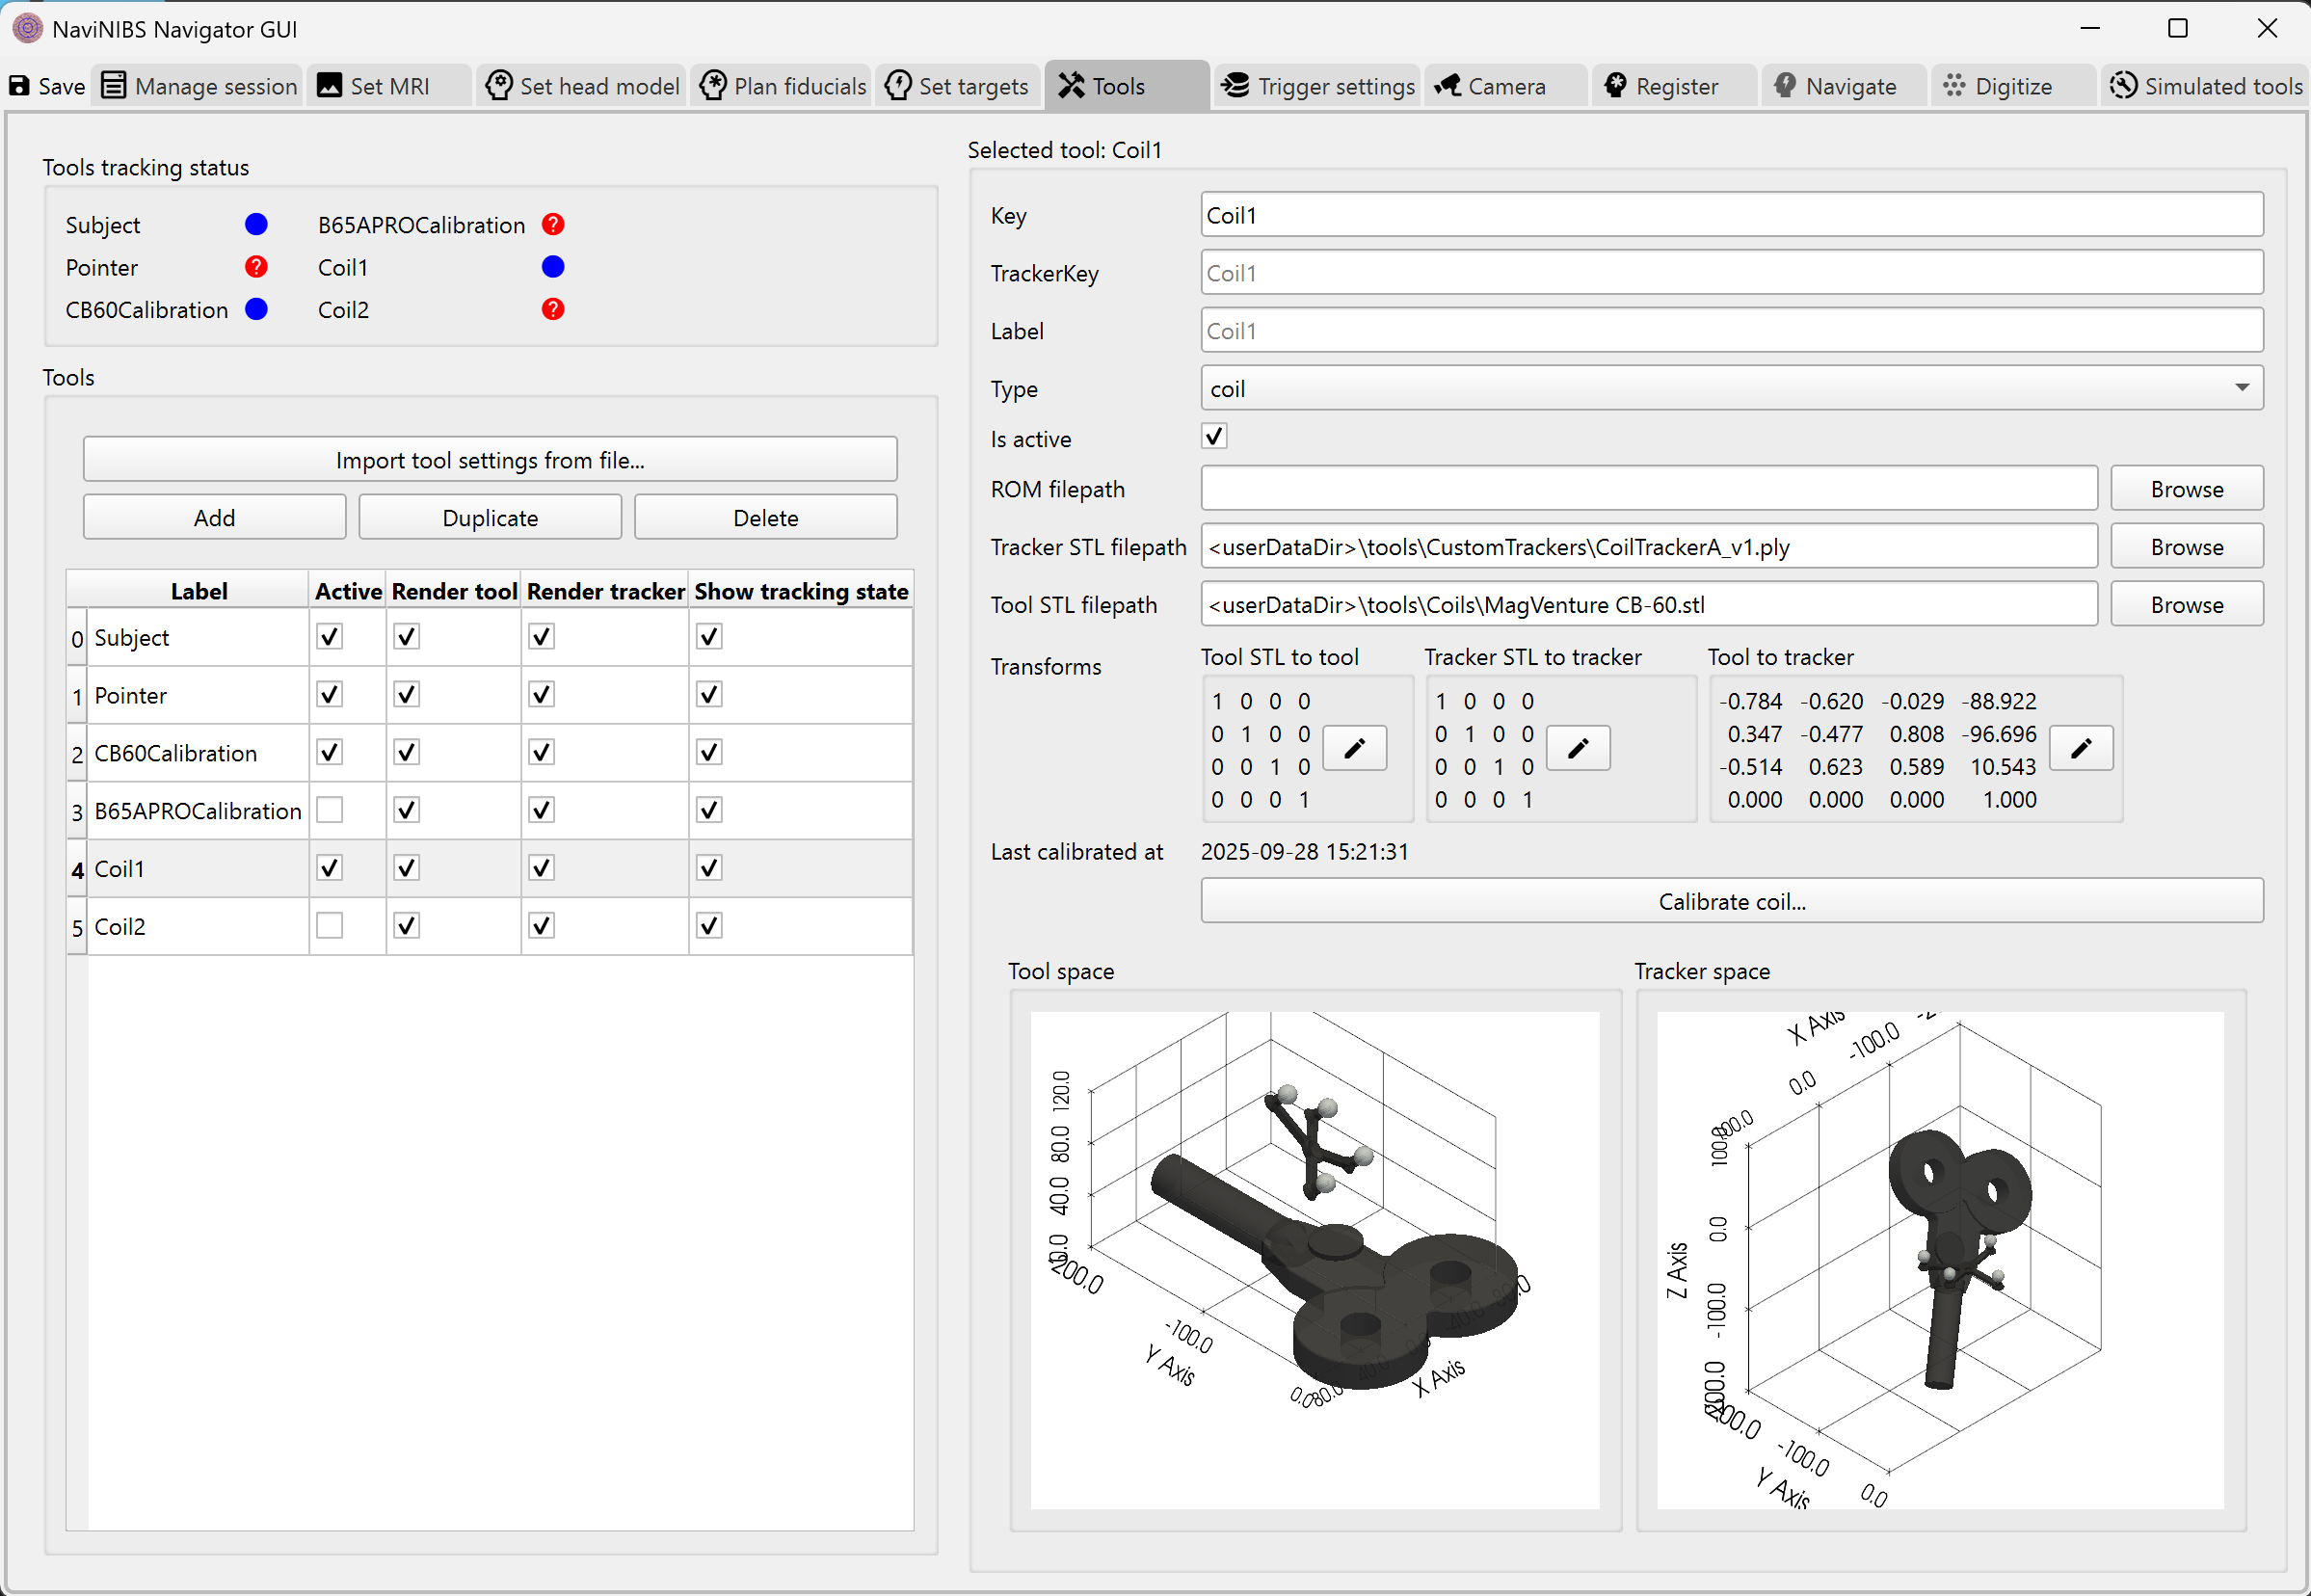 NaviNIBS Navigator GUI
Save Manage session Set MRI Set head model Plan fiducials Set targets Tools Trigger settings Camera Register Navigate Digitize Simulated tools
Tools tracking status
Subject B65APROCalibration ?
Pointer ? Coil1
CB60Calibration Coil2 ?
Tools
Import tool settings from file...
Add Duplicate Delete
Label Active Render tool Render tracker Show tracking state
0 Subject
1 Pointer
2 CB60Calibration
3 B65APROCalibration
4 Coil1
5 Coil2
Selected tool: Coil1
Key Coil1
TrackerKey Coil1
Label Coil1
Type coil
Is active
ROM filepath Browse
Tracker STL filepath <userDataDir>\tools\CustomTrackers\CoilTrackerA_v1.ply Browse
Tool STL filepath <userDataDir>\tools\Coils\MagVenture CB-60.stl Browse
Transforms
Tool STL to tool
1 0 0 0
0 1 0 0
0 0 1 0
0 0 0 1
Tracker STL to tracker
1 0 0 0
0 1 0 0
0 0 1 0
0 0 0 1
Tool to tracker
-0.784 -0.620 -0.029 -88.922
0.347 -0.477 0.808 -96.696
-0.514 0.623 0.589 10.543
0.000 0.000 0.000 1.000
Last calibrated at 2025-09-28 15:21:31
Calibrate coil...
Tool space
120.0
80.0
40.0
0.0
-200.0
-100.0
Y Axis
0.0
80.0
40.0
0.0
40.0
80.0
X Axis
Tracker space
X Axis
-100.0
0.0
100.0
100.0
0.0
Z Axis
-100.0
-200.0
-100.0
Y Axis
0.0